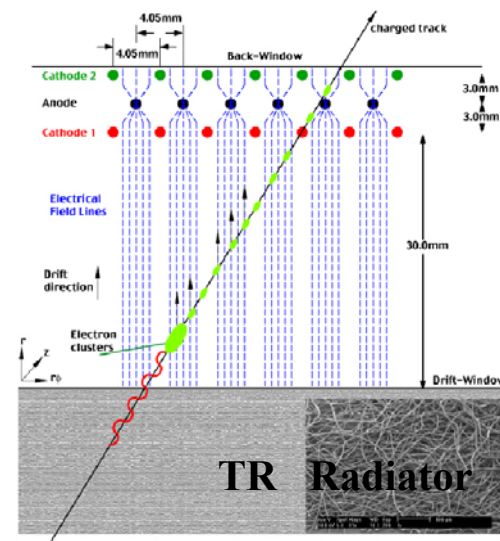 4.05mm
charged track
4.05mm
Back-Window
Cathode 2
3.0mm
Anode
3.0mm
Cathode 1
Electrical
Field Lines
30.0mm
Drift
direction
Electron
clusters
r
z
rφ
Drift-Window
TR Radiator